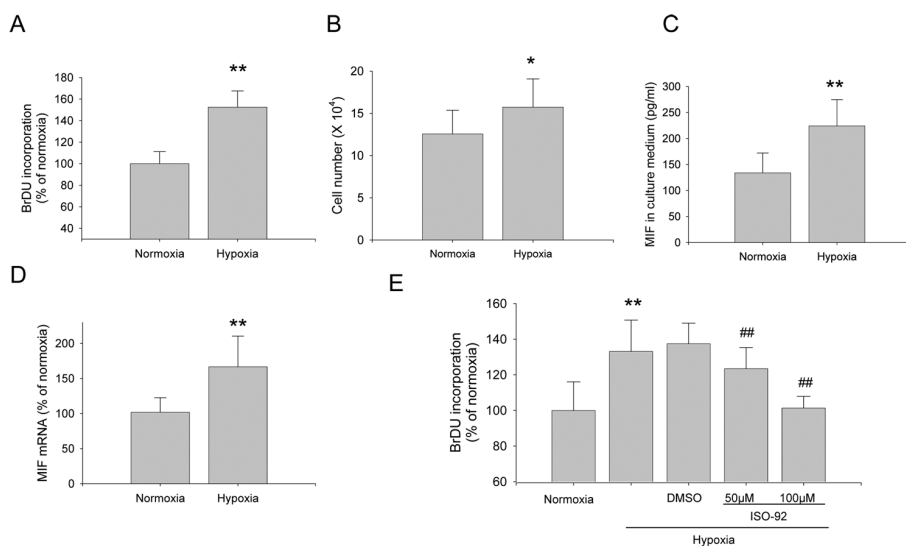 A
BrDU incorporation
(% of normoxia)
180
160
140
120
100
80
60
40
**
Normoxia Hypoxia
B
Cell number (X 10⁴)
20
15
10
5
0
*
Normoxia Hypoxia
C
MIF in culture medium (pg/ml)
300
250
200
150
100
50
0
**
Normoxia Hypoxia
D
MIF mRNA (% of normoxia)
200
150
100
50
0
**
Normoxia Hypoxia
E
BrDU incorporation
(% of normoxia)
160
140
120
100
80
60
**
##
##
Normoxia DMSO 50µM 100µM
ISO-92
Hypoxia